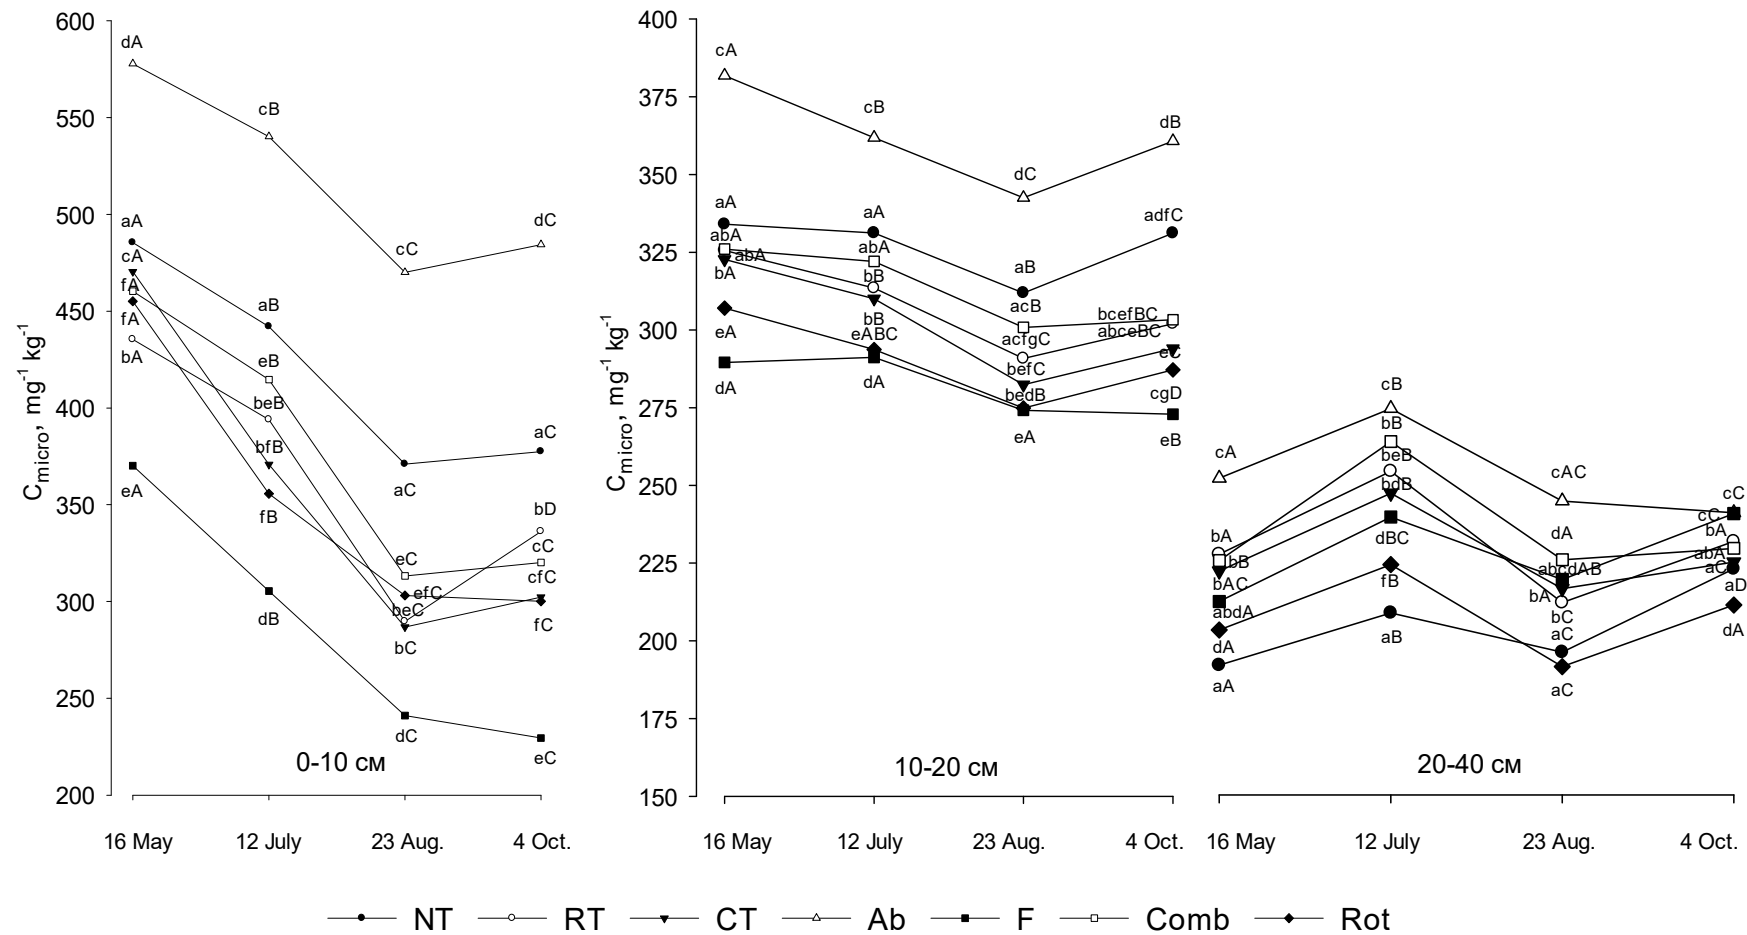 600
550
500
450
400
350
300
250
200
C micro, mg-1 kg-1
dA
cB
cC
dC
aA
cA
fA
fA
bA
aB
eB
beB
bfB
fB
eA
dB
aC
aC
eC
efC
beC
bC
dC
bD
cC
cfC
fC
eC
0-10 см
16 May
12 July
23 Aug.
4 Oct.
400
375
350
325
300
275
250
225
200
175
150
C micro, mg-1 kg-1
cA
cB
dC
dB
aA
abA
abA
bA
eA
dA
aA
abA
bB
bB
eABC
dA
aB
acB
acfgC
befC
bedB
eA
adfC
bcefBC
abceBC
eC
cgD
eB
10-20 см
16 May
12 July
23 Aug.
4 Oct.
cA
bA
bB
bAC
abdA
dA
aA
cB
bB
beB
bdB
dBC
fB
aB
cAC
dA
abcdAB
bA
bC
aC
aC
cC
cC
bA
abA
aC
aD
dA
20-40 см
16 May
12 July
23 Aug.
4 Oct.
NT RT CT Ab F Comb Rot